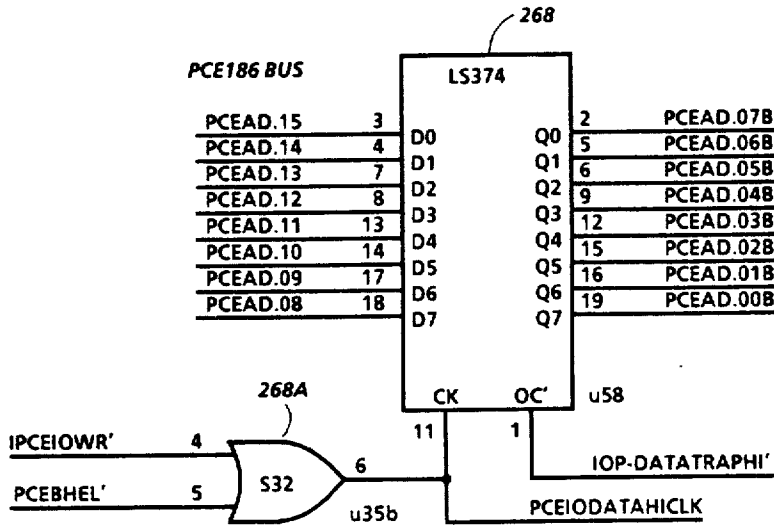 268
PCE186 BUS
LS374
PCEAD.15 3 D0 Q0 2 PCEAD.07B
PCEAD.14 4 D1 Q1 5 PCEAD.06B
PCEAD.13 7 D2 Q2 6 PCEAD.05B
PCEAD.12 8 D3 Q3 9 PCEAD.04B
PCEAD.11 13 D4 Q4 12 PCEAD.03B
PCEAD.10 14 D5 Q5 15 PCEAD.02B
PCEAD.09 17 D6 Q6 16 PCEAD.01B
PCEAD.08 18 D7 Q7 19 PCEAD.00B
268A
CK OC' u58
11 1
IPCEIOWR' 4
S32 6
IOP-DATATRAPHI'
PCEBHEL' 5
u35b
PCEIODATAHICLK